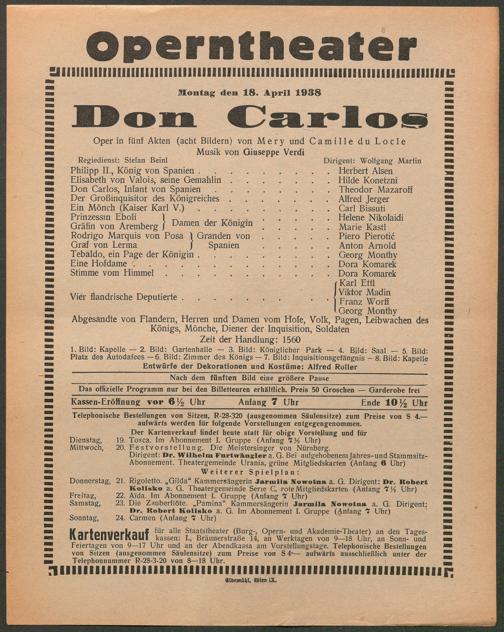 Operntheater
Montag den 18. April 1938
Don Carlos
Oper in fünf Akten (acht Bildern) von Mery und Camille du Locle
Musik von Giuseppe Verdi
Regiedienst: Stefan Beinl Dirigent: Wolfgang Martin
Philipp II., König von Spanien . . . . . . . Herbert Alsen
Elisabeth von Valois, seine Gemahlin . . . . . . Hilde Konetzni
Don Carlos, Infant von Spanien . . . . . . . Theodor Mazaroff
Der Großinquisitor des Königreiches . . . . . . Alfred Jerger
Ein Mönch (Kaiser Karl V.) . . . . . . . Carl Bissuti
Prinzessin Eboli } Damen der Königin . . . . . Helene Nikolaidi
Gräfin von Aremberg } Marie Kastl
Rodrigo Marquis von Posa } Granden von . . . . Piero Pierotić
Graf von Lerma } Spanien . . . . Anton Arnold
Tebaldo, ein Page der Königin . . . . . . . Georg Monthy
Eine Hofdame . . . . . . . . . Dora Komarek
Stimme vom Himmel . . . . . . . . Dora Komarek
Vier flandrische Deputierte . . . . . . . { Karl Ettl
Viktor Madin
Franz Worff
Georg Monthy
Abgesandte von Flandern, Herren und Damen vom Hofe, Volk, Pagen, Leibwachen des
Königs, Mönche, Diener der Inquisition, Soldaten
Zeit der Handlung: 1560
1. Bild: Kapelle — 2. Bild: Gartenhalle — 3. Bild: Königlicher Park — 4. Bild: Saal — 5. Bild:
Platz des Autodafees — 6. Bild: Zimmer des Königs — 7. Bild: Inquisitionsgefängnis — 8. Bild: Kapelle
Entwürfe der Dekorationen und Kostüme: Alfred Roller
Nach dem fünften Bild eine größere Pause
Das offizielle Programm nur bei den Billetteuren erhältlich. Preis 50 Groschen — Garderobe frei
Kassen-Eröffnung vor 6½ Uhr Anfang 7 Uhr Ende 10½ Uhr
Telephonische Bestellungen von Sitzen, R-28-320 (ausgenommen Säulensitze) zum Preise von S 4.—
aufwärts werden für folgende Vorstellungen entgegengenommen.
Der Kartenverkauf findet heute statt für obige Vorstellung und für
Dienstag, 19. Tosca. Im Abonnement I. Gruppe (Anfang 7½ Uhr)
Mittwoch, 20. Festvorstellung. Die Meistersinger von Nürnberg.
Dirigent: Dr. Wilhelm Furtwängler a. G. Bei aufgehobenem Jahres- und Stammsitz-
Abonnement. Theatergemeinde Urania, grüne Mitgliedskarten (Anfang 6 Uhr)
Weiterer Spielplan:
Donnerstag, 21. Rigoletto. „Gilda“ Kammersängerin Jarmila Novotna a. G. Dirigent: Dr. Robert
Kolisko a. G. Theatergemeinde Serie C, rote Mitgliedskarten (Anfang 7½ Uhr)
Freitag, 22. Aïda. Im Abonnement I. Gruppe (Anfang 7 Uhr)
Samstag, 23. Die Zauberflöte. „Pamina“ Kammersängerin Jarmila Novotna a. G. Dirigent:
Dr. Robert Kolisko a. G. Im Abonnement I. Gruppe (Anfang 7 Uhr)
Sonntag, 24. Carmen (Anfang 7 Uhr)
Kartenverkauf für alle Staatstheater (Burg-, Opern- und Akademie-Theater) an den Tages-
kassen: I., Bräunerstraße 14, an Werktagen von 9—18 Uhr, an Sonn- und
Feiertagen von 9—17 Uhr und an der Abendkassa am Vorstellungstage. Telephonische Bestellungen
von Sitzen (ausgenommen Säulensitze) zum Preise von S 4— aufwärts ausschließlich unter der
Telephonnummer R-28-3-20 von 8—18 Uhr.
Elbemühl, Wien IX.